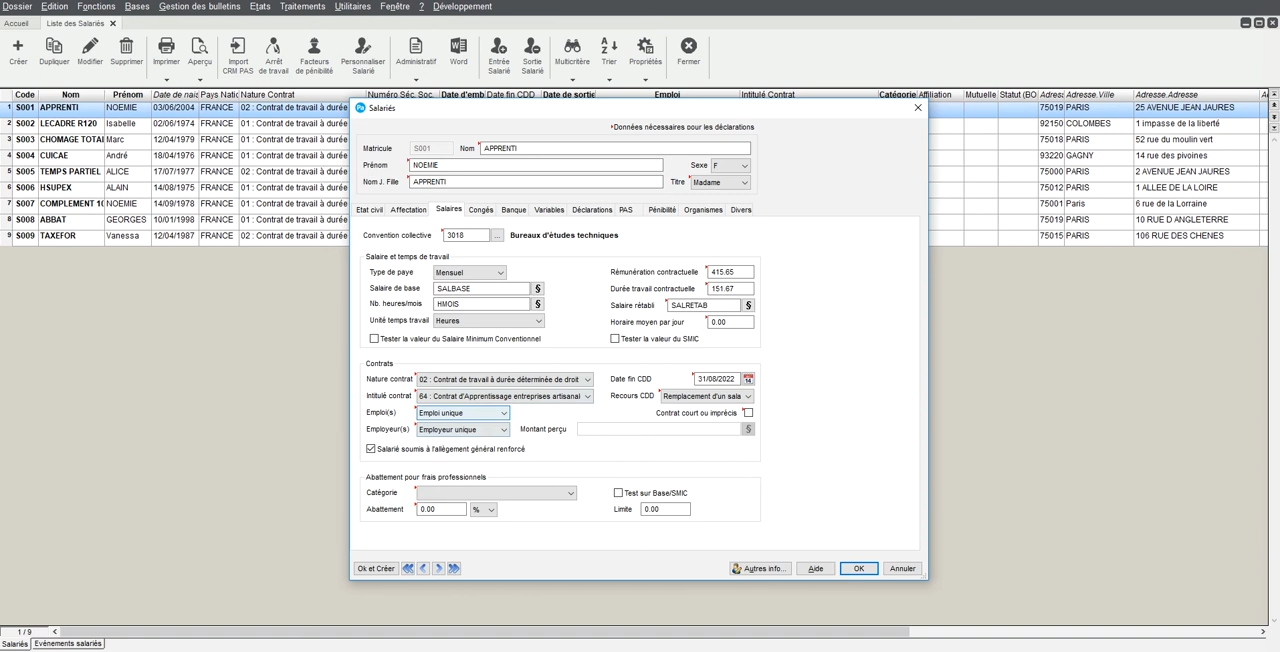 Dossier Edition Fonctions Bases Gestion des bulletins Etats Traitements Utilitaires Fenêtre ? Développement
Accueil Liste des Salariés
Créer Dupliquer Modifier Supprimer Imprimer Aperçu Import CRM PAS Arrêt de travail Facteurs de pénibilité Personnaliser Salarié Administratif Word Entrée Salarié Sortie Salarié Multicritère Trier Propriétés Fermer
Code Nom Prénom Date de nais Pays Natic Nature Contrat Numéro Séc. Soc. Date d'emb Date fin CDD Date de sortie Emploi Intitulé Contrat Catégorie Affiliation Mutuelle Statut (BO Adress Adresse.Ville Adresse.Adresse
1 S001 APPRENTI NOEMIE 03/06/2004 FRANCE 02 : Contrat de travail à durée 75019 PARIS 25 AVENUE JEAN JAURES
2 S002 LECADRE R120 Isabelle 02/06/1974 FRANCE 01 : Contrat de travail à durée 92150 COLOMBES 1 impasse de la liberté
3 S003 CHOMAGE TOTAL Marc 12/04/1979 FRANCE 01 : Contrat de travail à durée 75018 PARIS 52 rue du moulin vert
4 S004 CUICAE André 18/04/1976 FRANCE 01 : Contrat de travail à durée 93220 GAGNY 14 rue des pivoines
5 S005 TEMPS PARTIEL ALICE 17/07/1977 FRANCE 02 : Contrat de travail à durée 75000 PARIS 2 AVENUE JEAN JAURES
6 S006 HSUPEX ALAIN 14/08/1975 FRANCE 01 : Contrat de travail à durée 75012 PARIS 1 ALLEE DE LA LOIRE
7 S007 COMPLEMENT 10 NOEMIE 14/09/1978 FRANCE 01 : Contrat de travail à durée 75001 Paris 6 rue de la Lorraine
8 S008 ABBAT GEORGES 10/01/1998 FRANCE 01 : Contrat de travail à durée 75019 PARIS 10 RUE D ANGLETERRE
9 S009 TAXEFOR Vanessa 12/04/1987 FRANCE 02 : Contrat de travail à durée 75015 PARIS 106 RUE DES CHENES
Salariés
Données nécessaires pour les déclarations
Matricule S001 Nom APPRENTI
Prénom NOEMIE Sexe F
Nom J. Fille APPRENTI Titre Madame
Etat civil Affectation Salaires Congés Banque Variables Déclarations PAS Pénibilité Organismes Divers
Convention collective 3018 ... Bureaux d'études techniques
Salaire et temps de travail
Type de paye Mensuel Rémunération contractuelle 415.65
Salaire de base SALBASE § Durée travail contractuelle 151.67
Nb. heures/mois HMOIS § Salaire rétabli SALRETAB §
Unité temps travail Heures Horaire moyen par jour 0.00
Tester la valeur du Salaire Minimum Conventionnel Tester la valeur du SMIC
Contrats
Nature contrat 02 : Contrat de travail à durée déterminée de droit Date fin CDD 31/08/2022 14
Intitulé contrat 64 : Contrat d'Apprentissage entreprises artisanal Recours CDD Remplacement d'un sala
Emploi(s) Emploi unique Contrat court ou imprécis
Employeur(s) Employeur unique Montant perçu §
Salarié soumis à l'allègement général renforcé
Abattement pour frais professionnels
Catégorie Test sur Base/SMIC
Abattement 0.00 % Limite 0.00
Ok et Créer Autres info... Aide OK Annuler
1 / 9
Salariés Evénements salariés